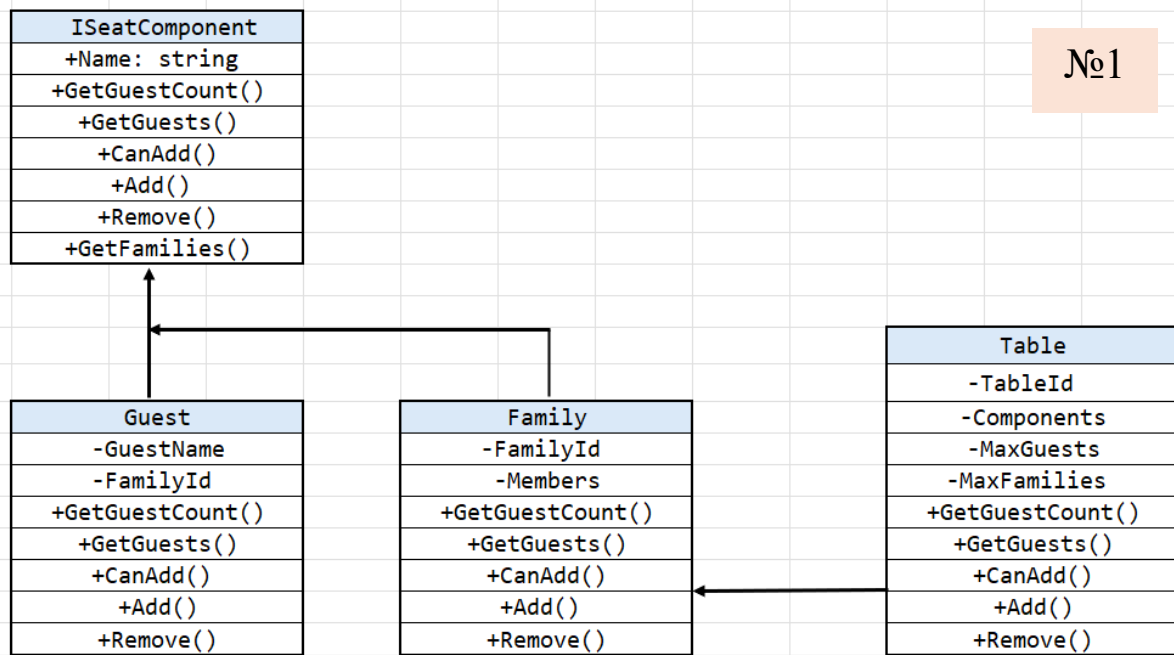 ISeatComponent
+Name: string
+GetGuestCount()
+GetGuests()
+CanAdd()
+Add()
+Remove()
+GetFamilies()
№1
Guest
-GuestName
-FamilyId
+GetGuestCount()
+GetGuests()
+CanAdd()
+Add()
+Remove()
Family
-FamilyId
-Members
+GetGuestCount()
+GetGuests()
+CanAdd()
+Add()
+Remove()
Table
-TableId
-Components
-MaxGuests
-MaxFamilies
+GetGuestCount()
+GetGuests()
+CanAdd()
+Add()
+Remove()